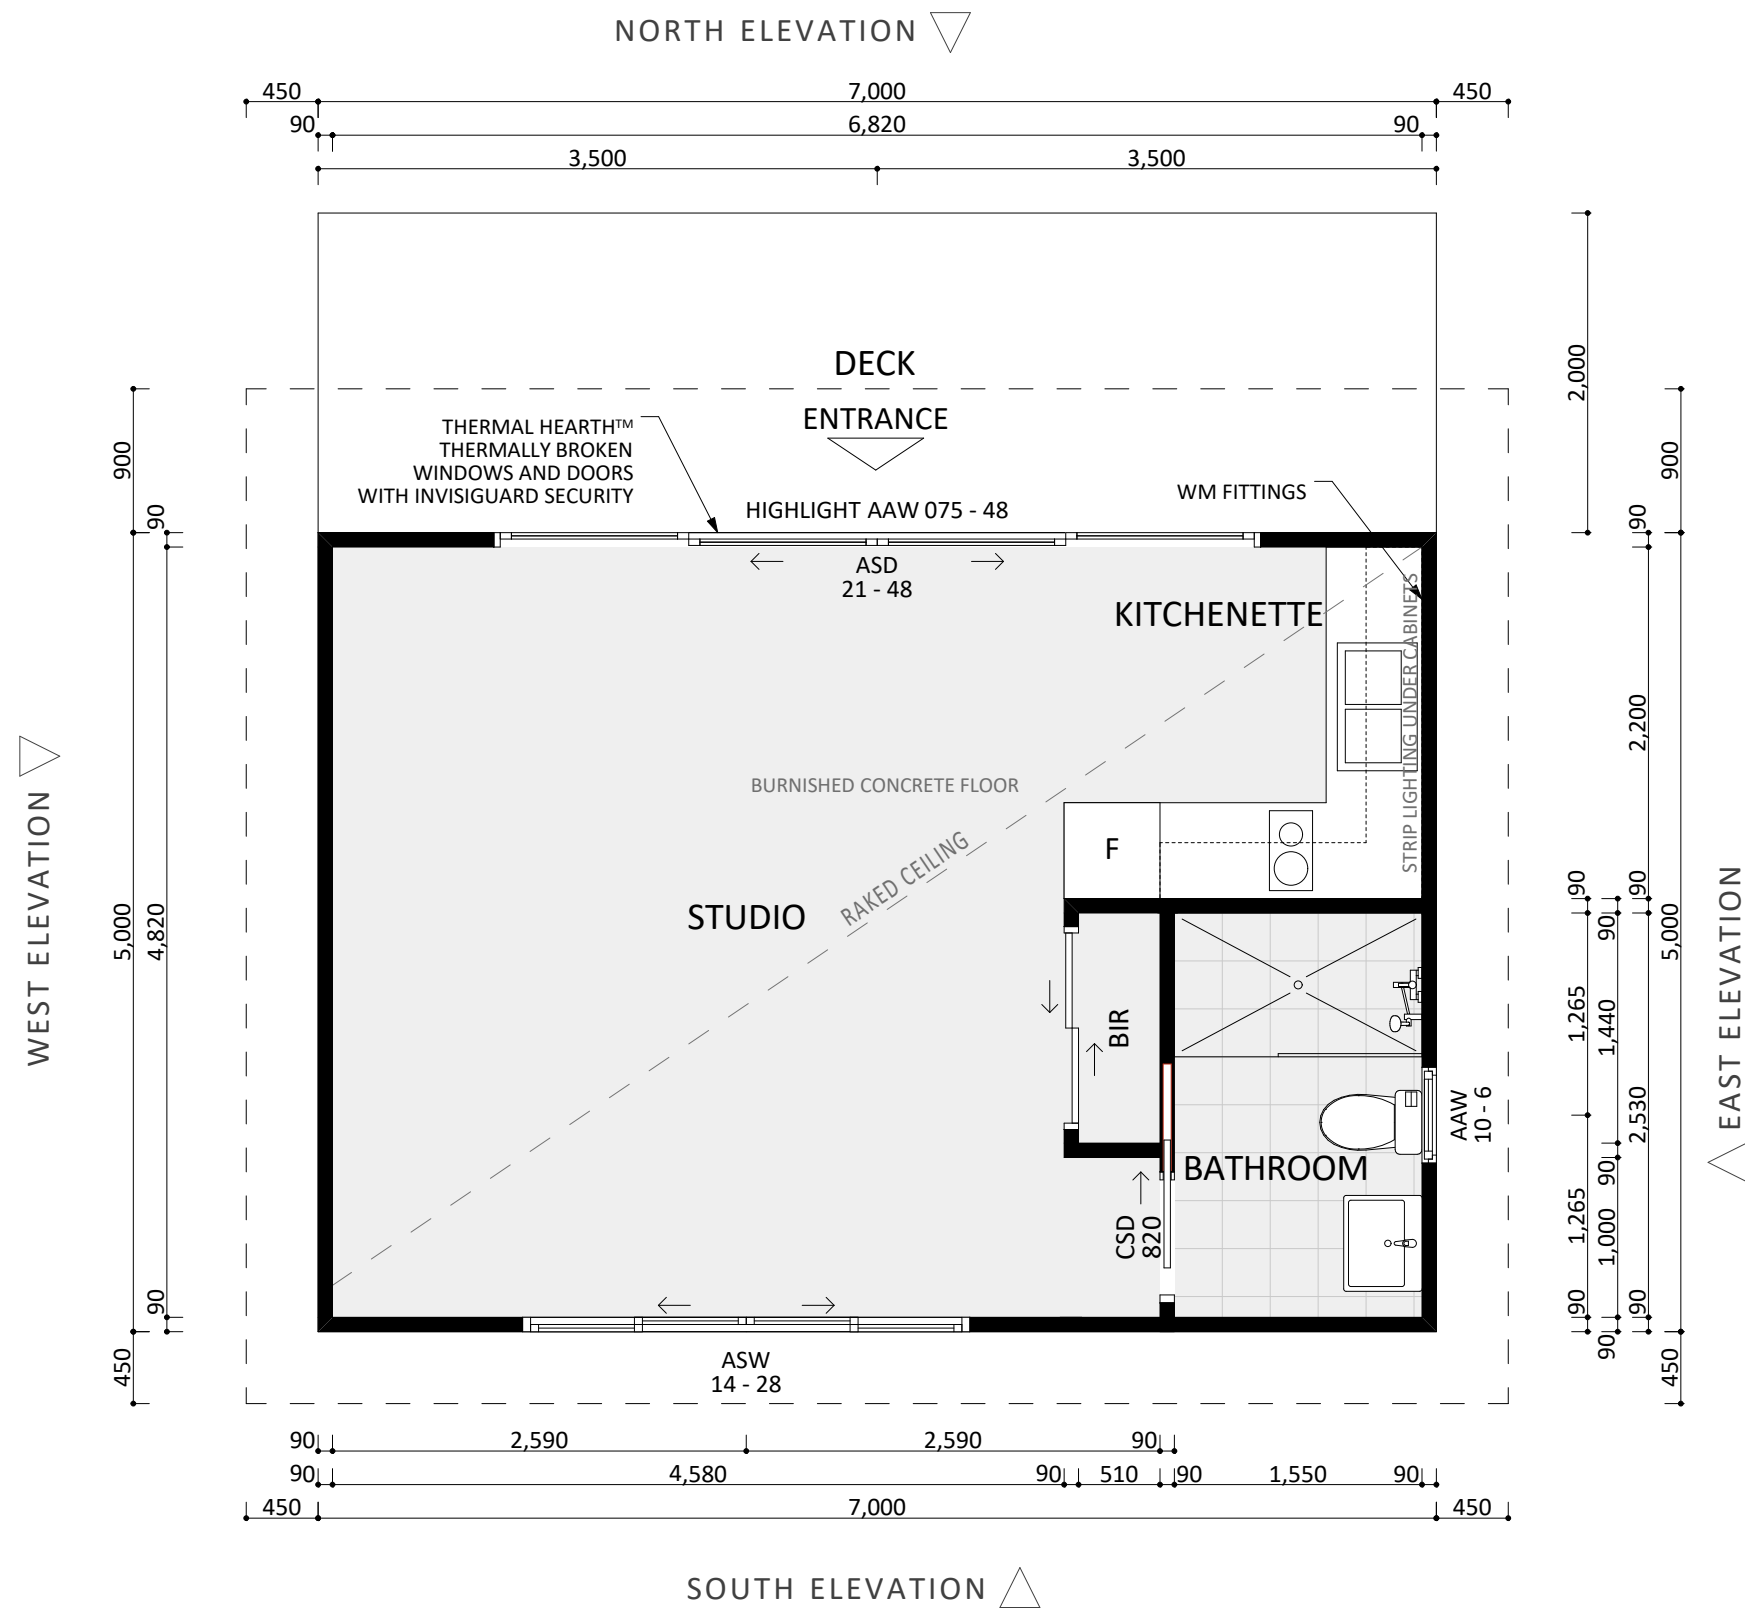 NORTH ELEVATION
450 7,000 450
90 6,820 90
3,500 3,500
DECK
ENTRANCE
THERMAL HEARTH™
THERMALLY BROKEN
WINDOWS AND DOORS
WITH INVISIGUARD SECURITY
HIGHLIGHT AAW 075 - 48
WM FITTINGS
ASD
21 - 48
KITCHENETTE
STRIP LIGHTING UNDER CABINETS
BURNISHED CONCRETE FLOOR
RAKED CEILING
F
STUDIO
BIR
BATHROOM
CSD
820
AAW
10 - 6
ASW
14 - 28
WEST ELEVATION
900
5,000
450
90
4,820
90
EAST ELEVATION
2,000
90
1,265
1,265
90
90
1,440
90
1,000
90
90
2,200
90
2,530
90
900
5,000
450
90 2,590 2,590 90
90 4,580 90 510 90 1,550 90
450 7,000 450
SOUTH ELEVATION